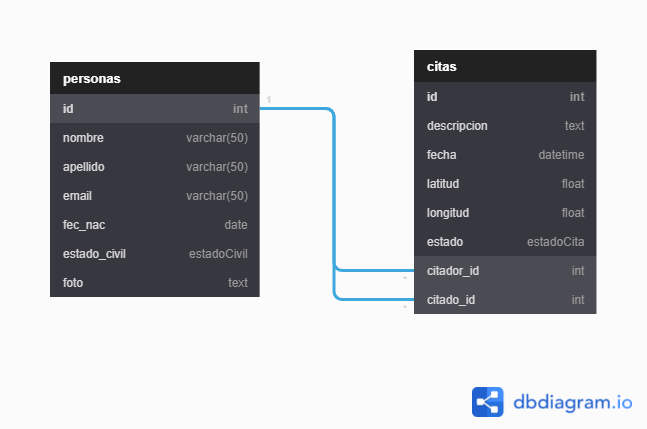 personas
id int
nombre varchar(50)
apellido varchar(50)
email varchar(50)
fec_nac date
estado_civil estadoCivil
foto text
1
*
*
citas
id int
descripcion text
fecha datetime
latitud float
longitud float
estado estadoCita
citador_id int
citado_id int
dbdiagram.io